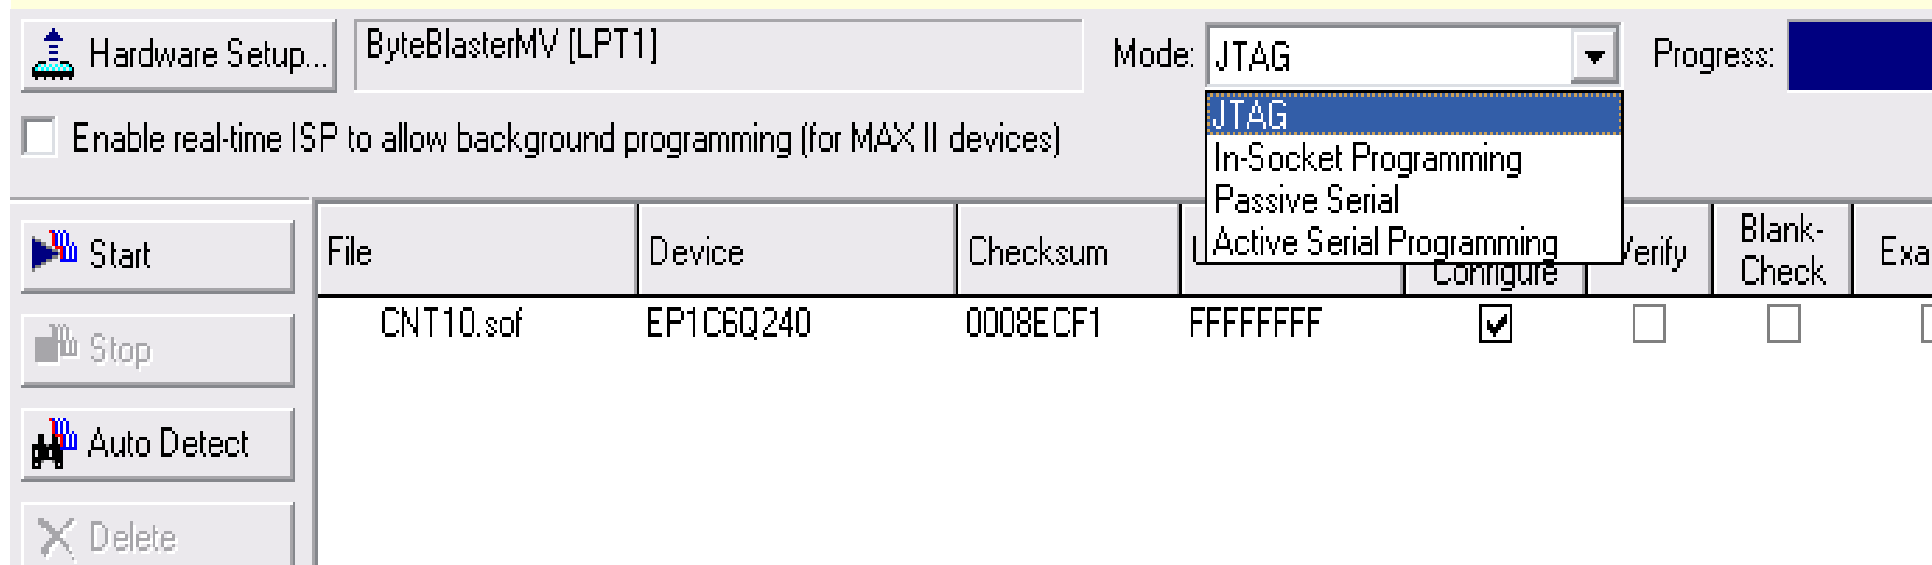 Hardware Setup... ByteBlasterMV [LPT1] Mode: JTAG Progress:
JTAG
Enable real-time ISP to allow background programming (for MAX II devices)
In-Socket Programming
Passive Serial
Active Serial Programming
Start
File Device Checksum Configure Verify Blank-Check
CNT10.sof EP1C6Q240 0008ECF1 FFFFFFFF
Stop
Auto Detect
Delete